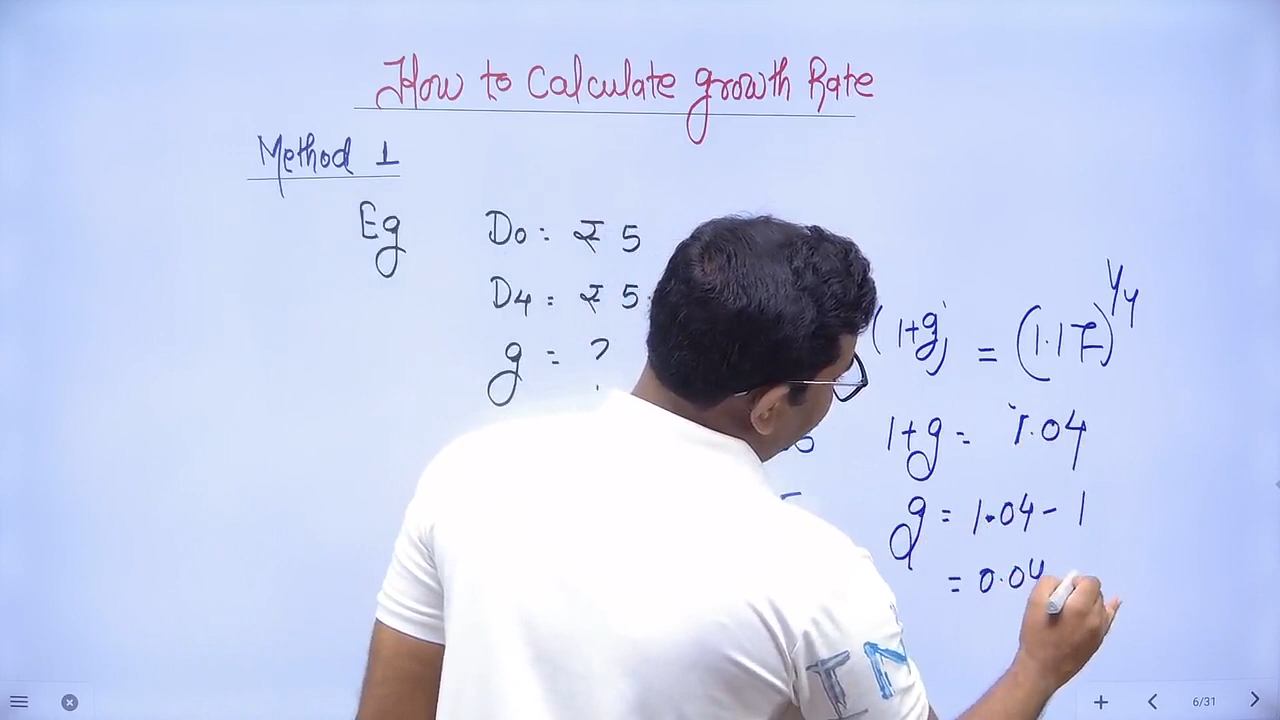 How to Calculate growth Rate
Method 1
Eg
D0 : ₹ 5
D4 = ₹ 5
g = ?
(1+g) = (1.17)^1/4
1+g = 1.04
g = 1.04 - 1
= 0.04
IM
6/31